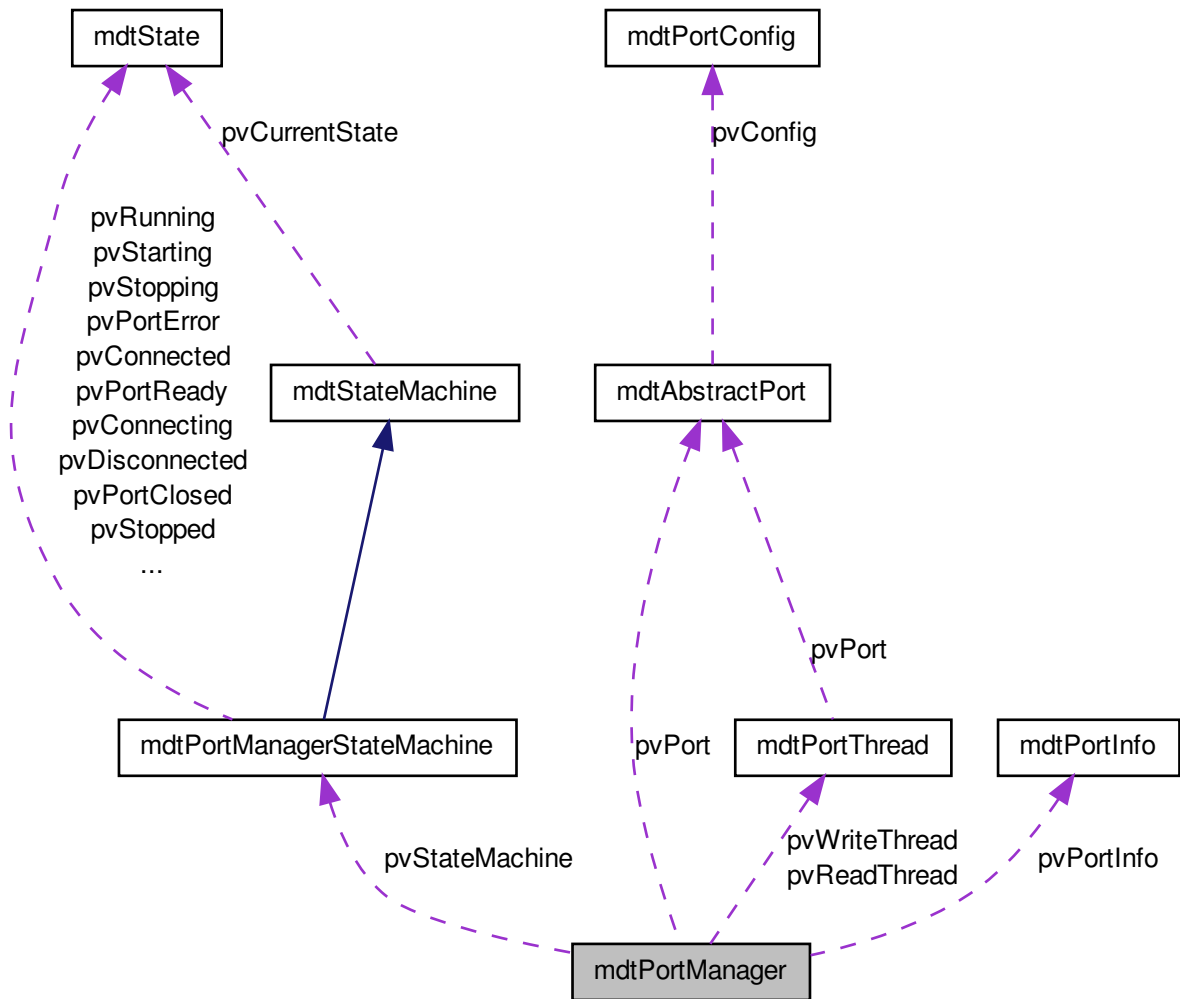 mdtState
mdtPortConfig
pvCurrentState
pvConfig
pvRunning
pvStarting
pvStopping
pvPortError
pvConnected
pvPortReady
pvConnecting
pvDisconnected
pvPortClosed
pvStopped
...
mdtStateMachine
mdtAbstractPort
pvPort
mdtPortManagerStateMachine
pvPort
mdtPortThread
mdtPortInfo
pvStateMachine
pvWriteThread
pvReadThread
pvPortInfo
mdtPortManager